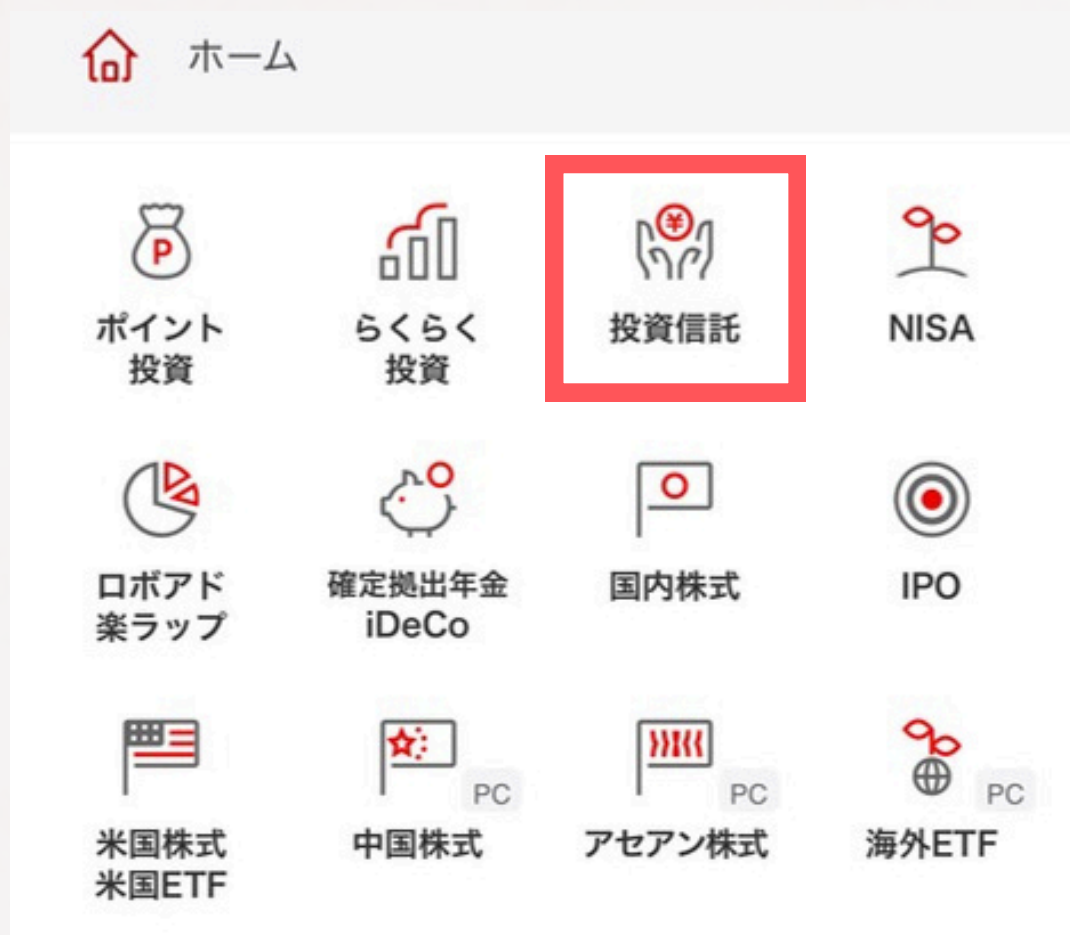 ホーム
P
¥
ポイント
投資
らくらく
投資
投資信託
NISA
ロボアド
楽ラップ
確定拠出年金
iDeCo
国内株式
IPO
米国株式
米国ETF
PC
中国株式
PC
アセアン株式
PC
海外ETF